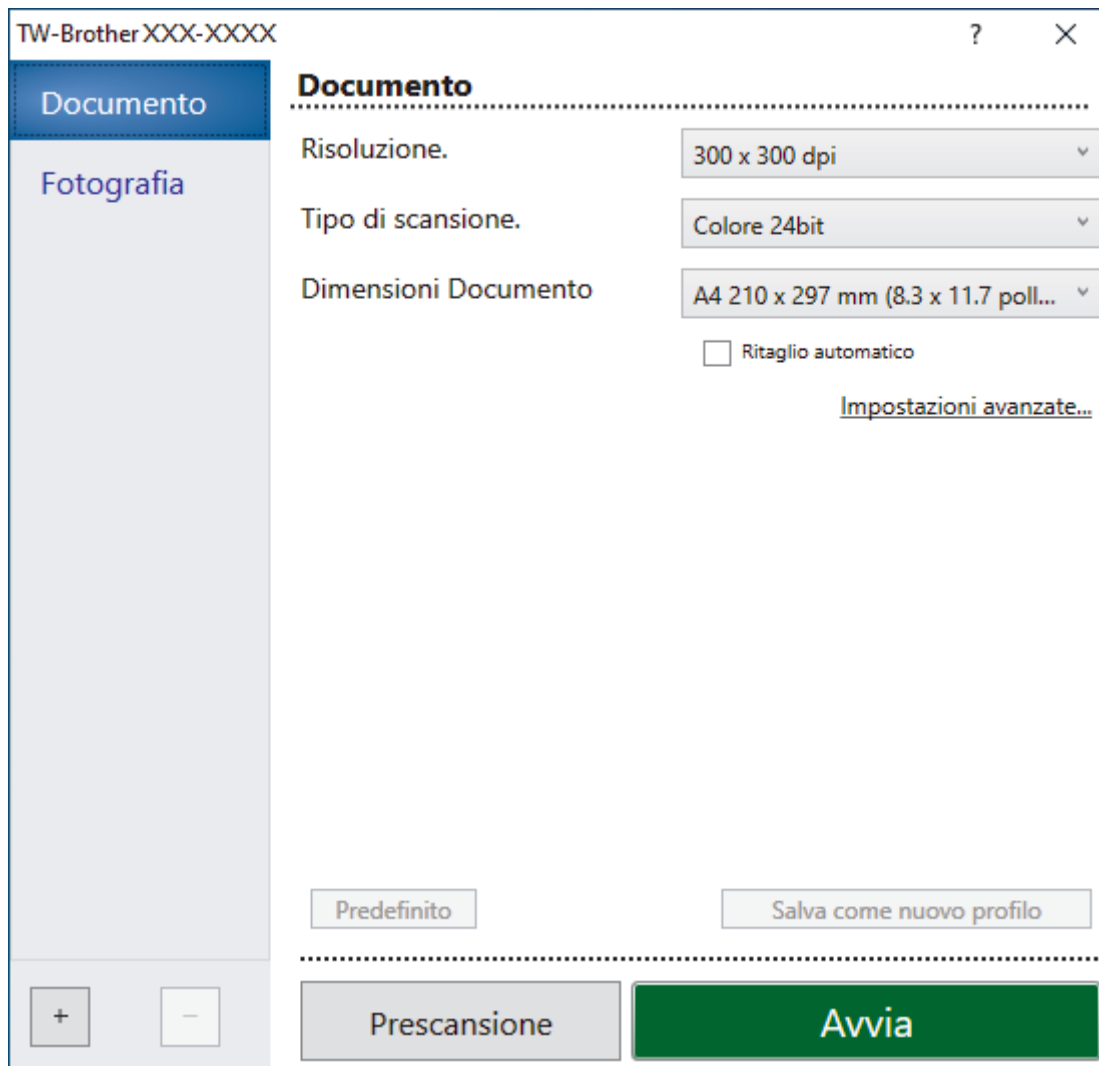 TW-Brother XXX-XXXX
?
Documento
Fotografia
Documento
Risoluzione.
300 x 300 dpi
Tipo di scansione.
Colore 24bit
Dimensioni Documento
A4 210 x 297 mm (8.3 x 11.7 poll...
Ritaglio automatico
Impostazioni avanzate...
Predefinito
Salva come nuovo profilo
+
−
Prescansione
Avvia